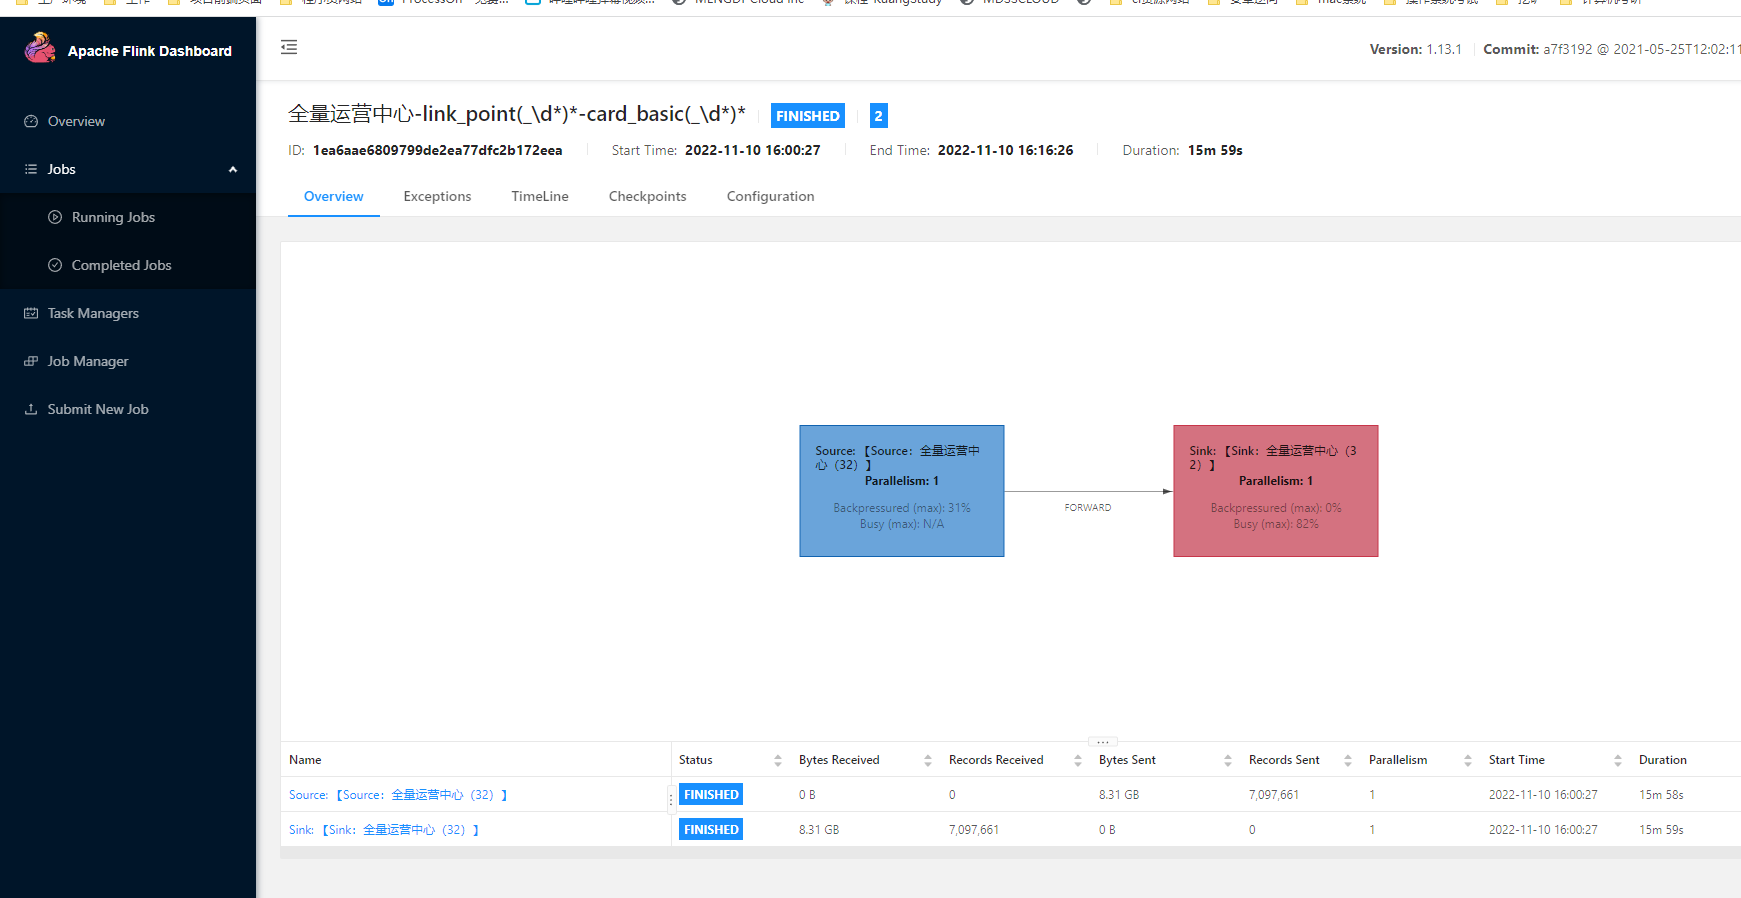 ProcessOn
MENGDI Cloud Inc
Kuangstudy
MDSSCLOUD
Apache Flink Dashboard
Version: 1.13.1
Commit: a7f3192 @ 2021-05-25T12:02:11
Overview
Jobs
Running Jobs
Completed Jobs
Task Managers
Job Manager
Submit New Job
全量运营中心-link_point(_\d*)*-card_basic(_\d*)*
FINISHED
2
ID: 1ea6aae6809799de2ea77dfc2b172eea
Start Time: 2022-11-10 16:00:27
End Time: 2022-11-10 16:16:26
Duration: 15m 59s
Overview
Exceptions
TimeLine
Checkpoints
Configuration
Source: 【Source：全量运营中
心（32）】
Parallelism: 1
Backpressured (max): 31%
Busy (max): N/A
FORWARD
Sink: 【Sink：全量运营中心（3
2）】
Parallelism: 1
Backpressured (max): 0%
Busy (max): 82%
Name Status Bytes Received Records Received Bytes Sent Records Sent Parallelism Start Time Duration
Source: 【Source：全量运营中心（32）】 FINISHED 0 B 0 8.31 GB 7,097,661 1 2022-11-10 16:00:27 15m 58s
Sink: 【Sink：全量运营中心（32）】 FINISHED 8.31 GB 7,097,661 0 B 0 1 2022-11-10 16:00:27 15m 59s